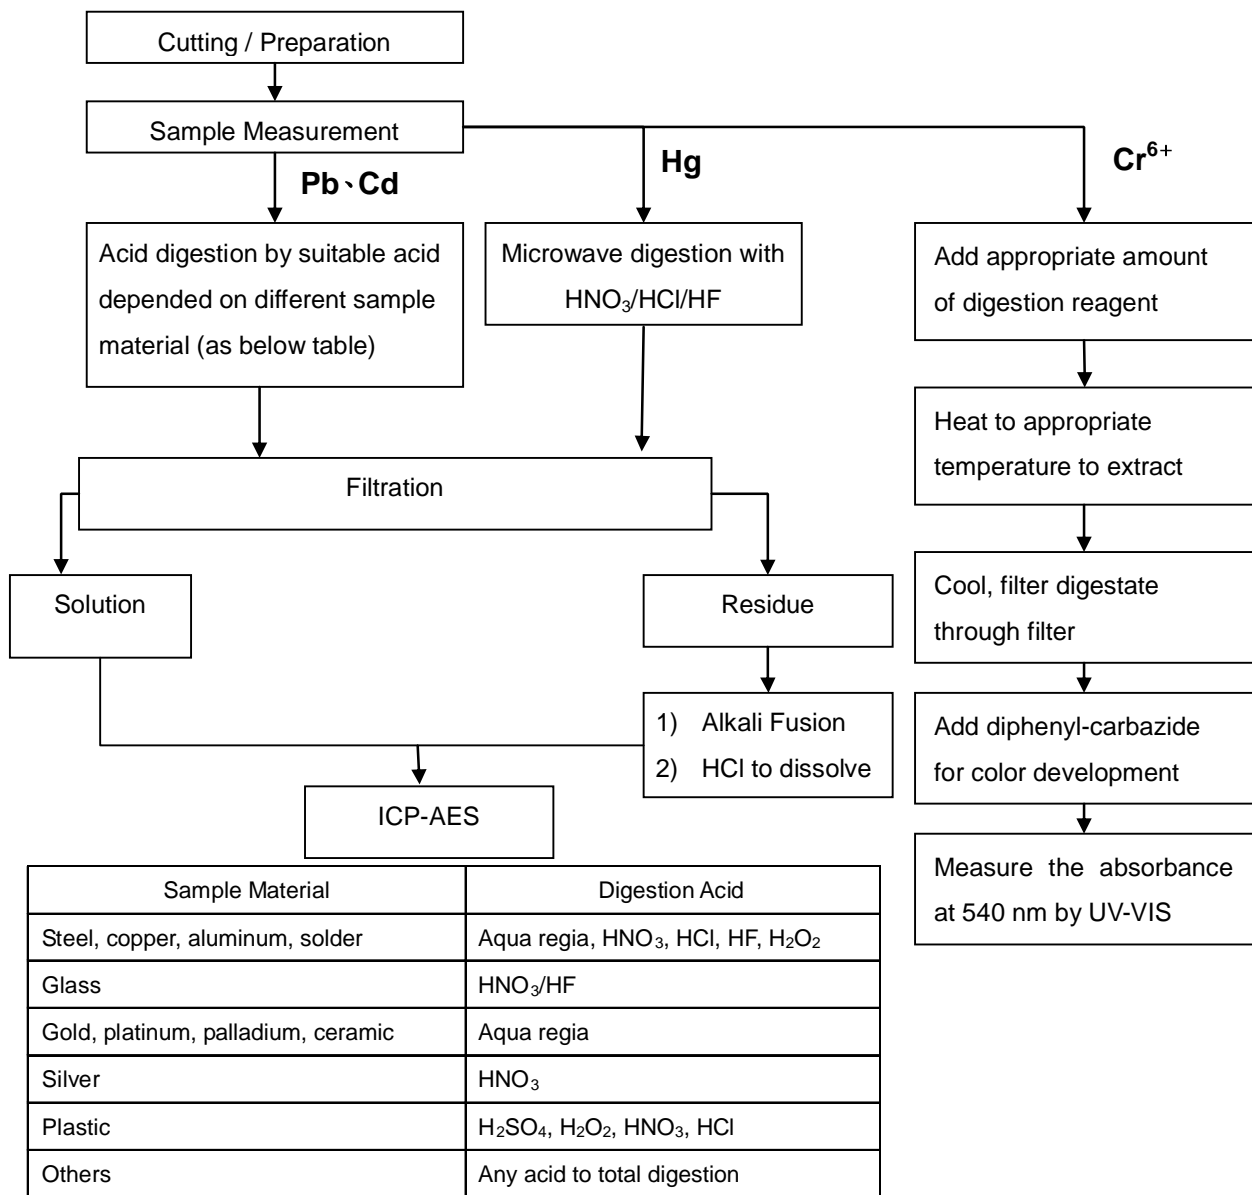 Cutting / Preparation
Sample Measurement
Pb、Cd
Hg
Cr⁶⁺
Acid digestion by suitable acid
depended on different sample
material (as below table)
Microwave digestion with
HNO₃/HCl/HF
Add appropriate amount
of digestion reagent
Heat to appropriate
temperature to extract
Filtration
Solution
Residue
Cool, filter digestate
through filter
1) Alkali Fusion
2) HCl to dissolve
Add diphenyl-carbazide
for color development
ICP-AES
Measure the absorbance
at 540 nm by UV-VIS
Sample Material Digestion Acid
Steel, copper, aluminum, solder Aqua regia, HNO₃, HCl, HF, H₂O₂
Glass HNO₃/HF
Gold, platinum, palladium, ceramic Aqua regia
Silver HNO₃
Plastic H₂SO₄, H₂O₂, HNO₃, HCl
Others Any acid to total digestion